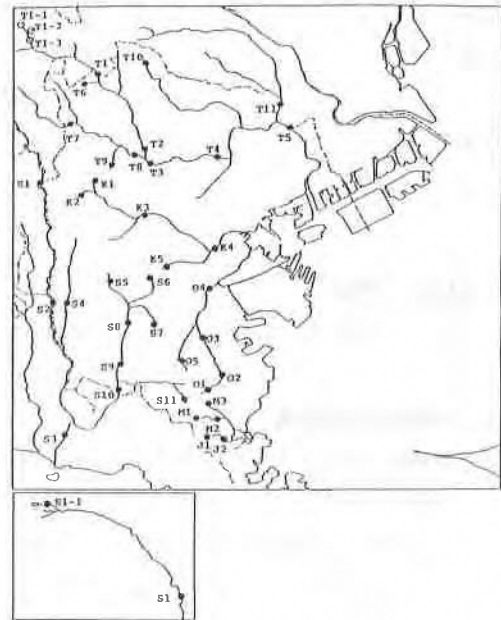 T1-1
T1-2
T1-3
T1
T10
T6
T11
T7
T5
T2
T9
T8
T3
T4
S1
K1
K2
K3
K4
K5
S5
S6
O4
S2
S4
S8
S7
O3
S9
O5
O2
S10
O1
S11
M3
M1
M2
S3
J1
J2
S1-1
S1